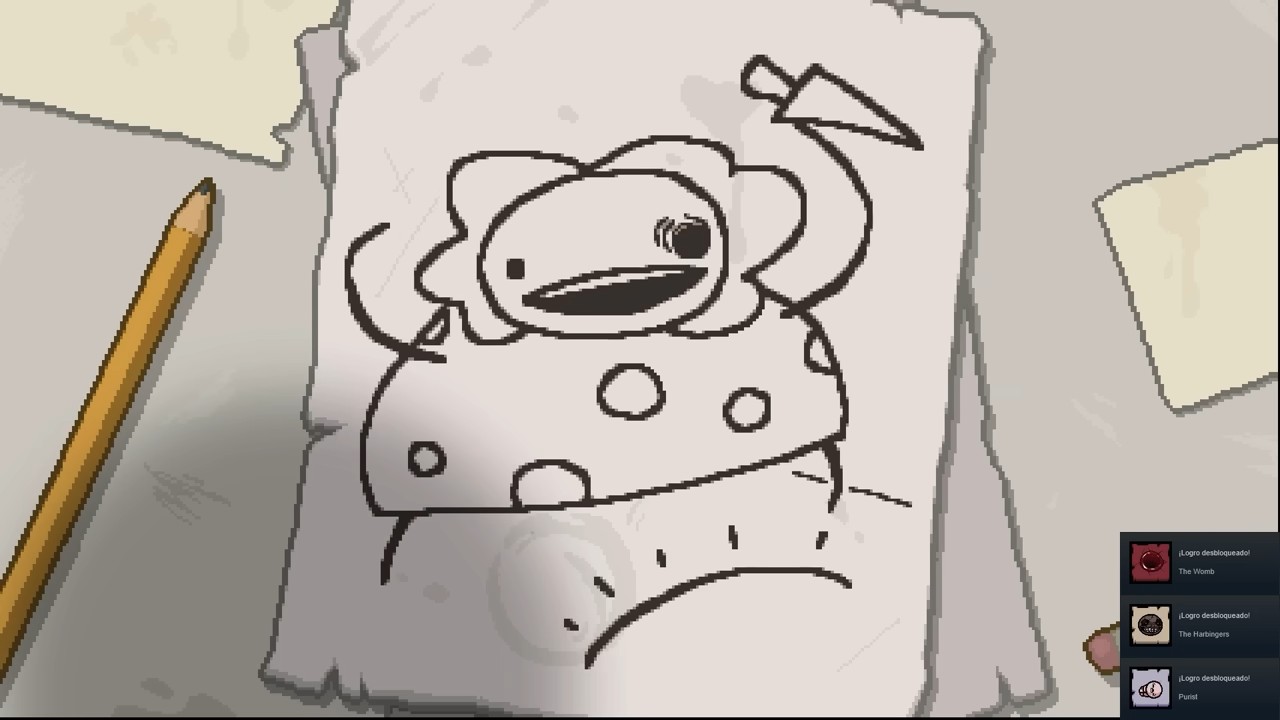 ¡Logro desbloqueado!
The Womb
¡Logro desbloqueado!
The Harbingers
¡Logro desbloqueado!
Purist